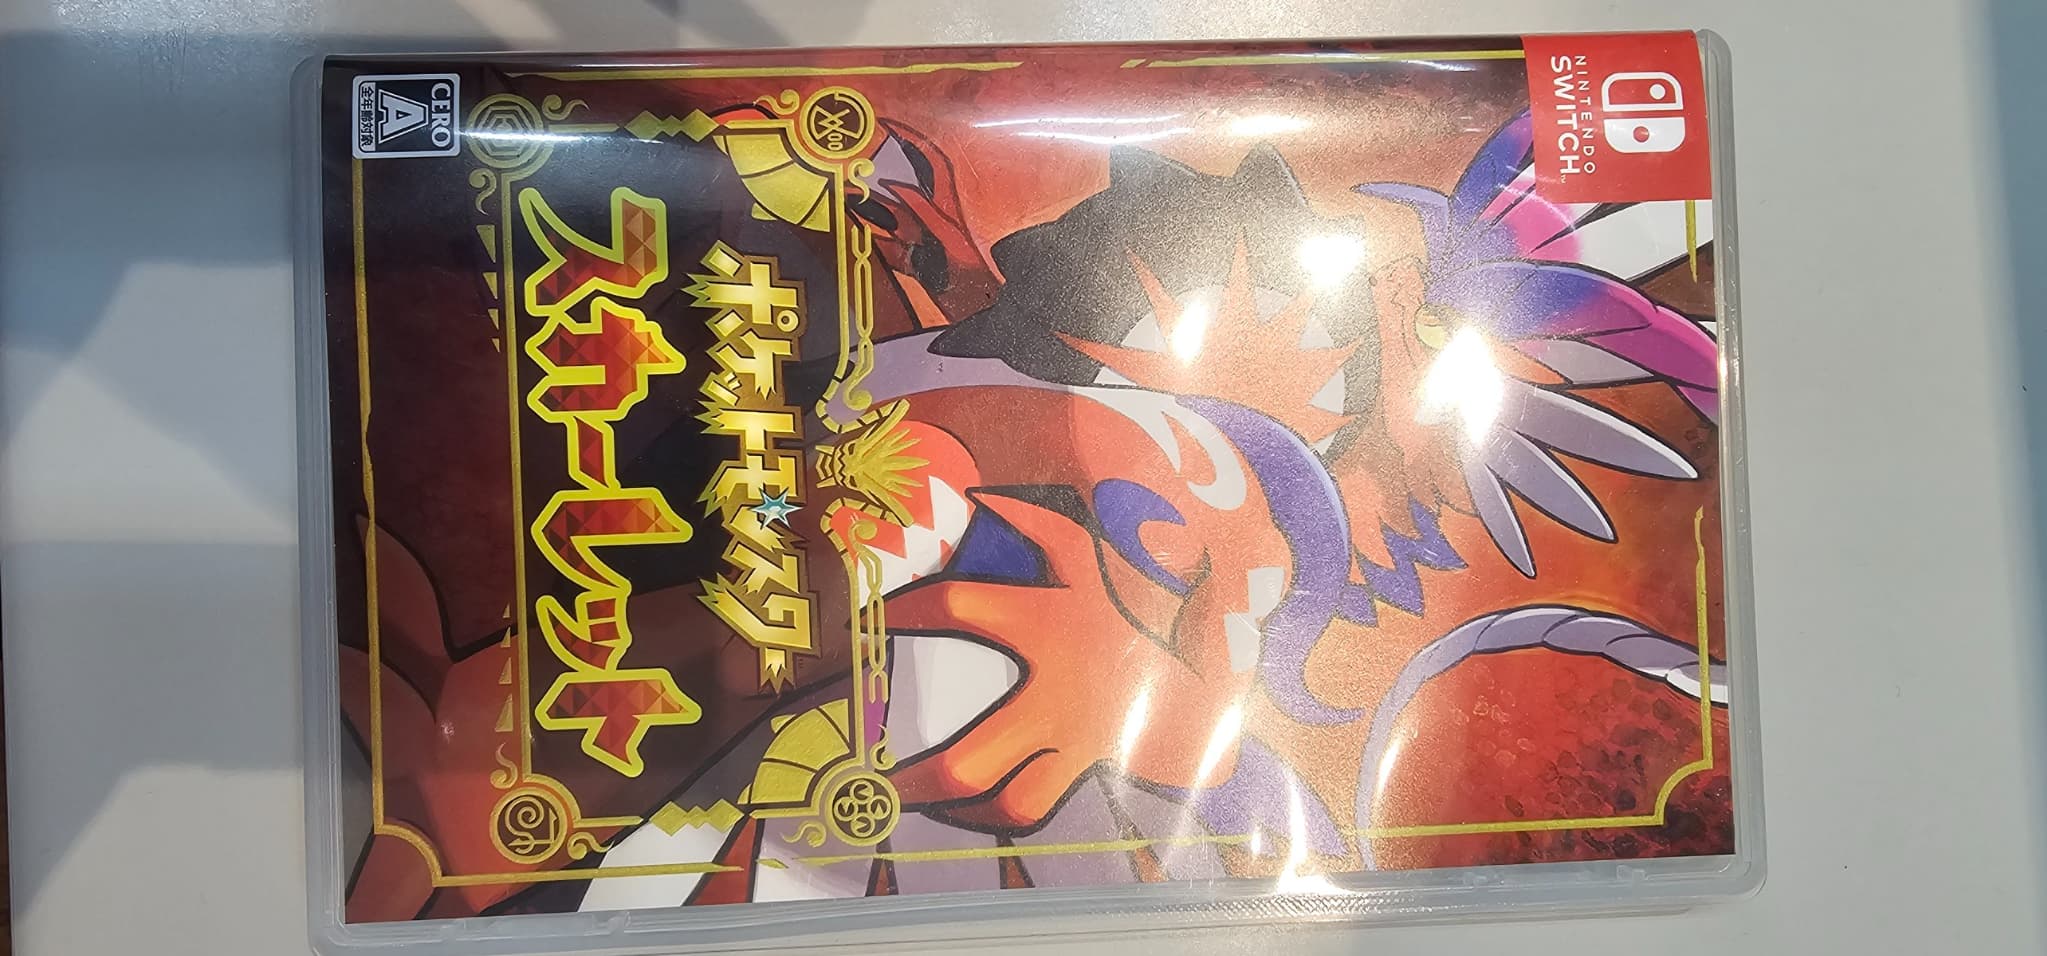 NINTENDO
SWITCH™
ポケットモンスター
スカーレット
CERO
A
全年齢対象